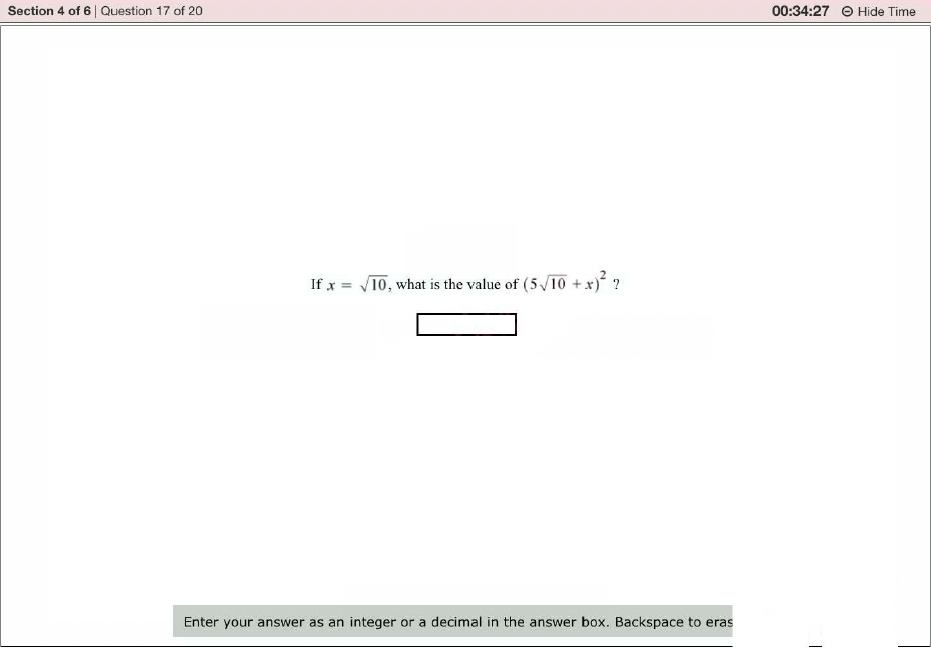 Section 4 of 6 | Question 17 of 20 00:34:27 Hide Time
If x = √10, what is the value of (5√10 + x)² ?
Enter your answer as an integer or a decimal in the answer box. Backspace to eras